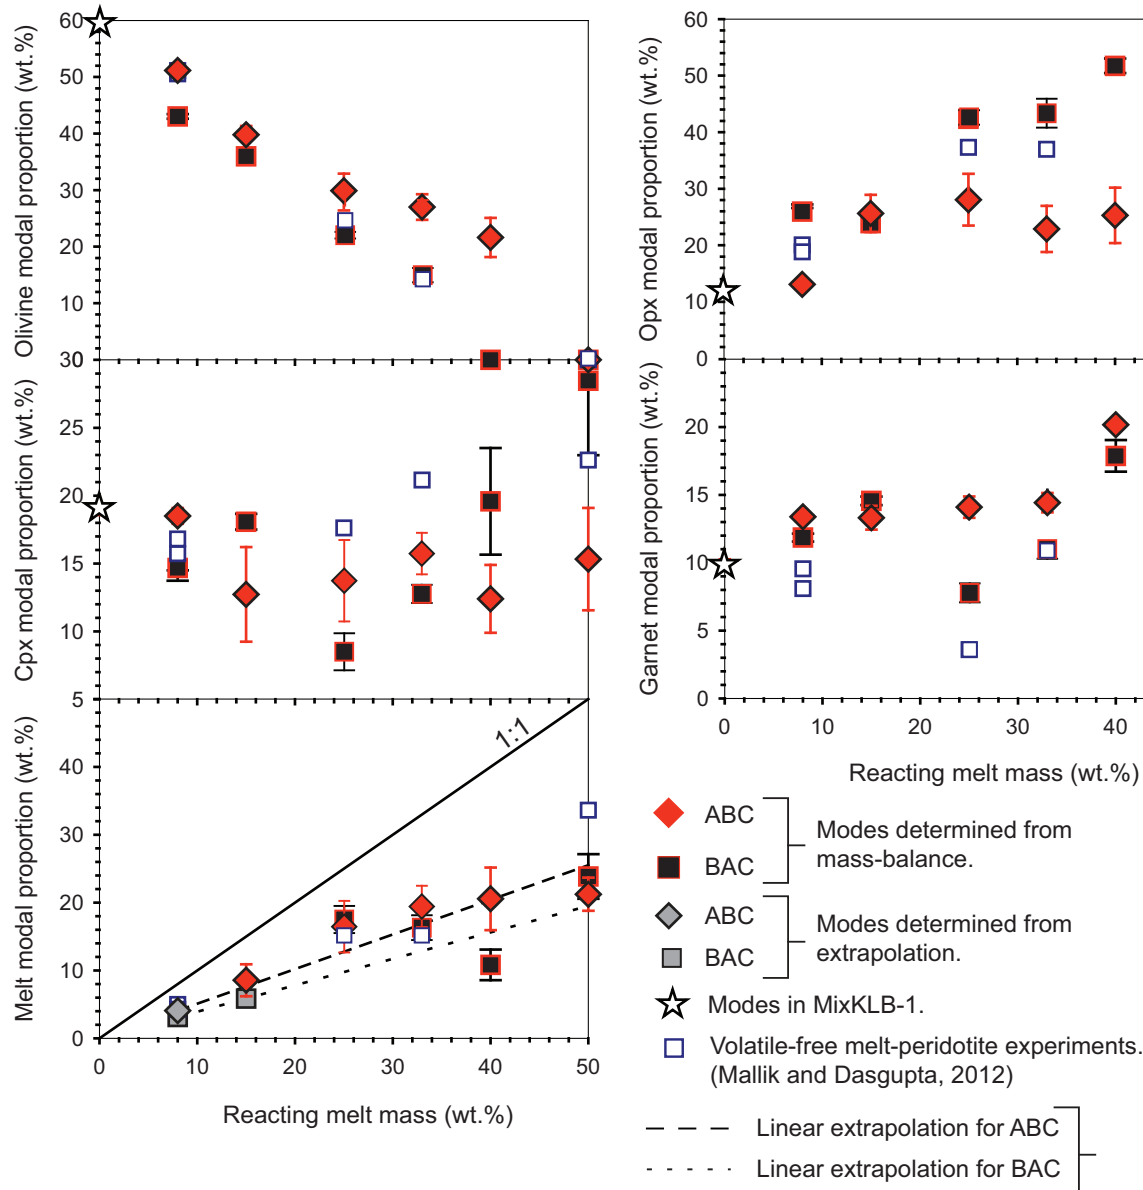 Olivine modal proportion (wt.%)
60
50
40
30
20
10
30
0
Opx modal proportion (wt.%)
60
50
40
30
20
10
0
Cpx modal proportion (wt.%)
25
20
15
10
5
Garnet modal proportion (wt.%)
20
15
10
5
0
0 10 20 30 40
Reacting melt mass (wt.%)
Melt modal proportion (wt.%)
40
30
20
10
0
1:1
0 10 20 30 40 50
Reacting melt mass (wt.%)
ABC
BAC
Modes determined from
mass-balance.
ABC
BAC
Modes determined from
extrapolation.
Modes in MixKLB-1.
Volatile-free melt-peridotite experiments.
(Mallik and Dasgupta, 2012)
Linear extrapolation for ABC
Linear extrapolation for BAC